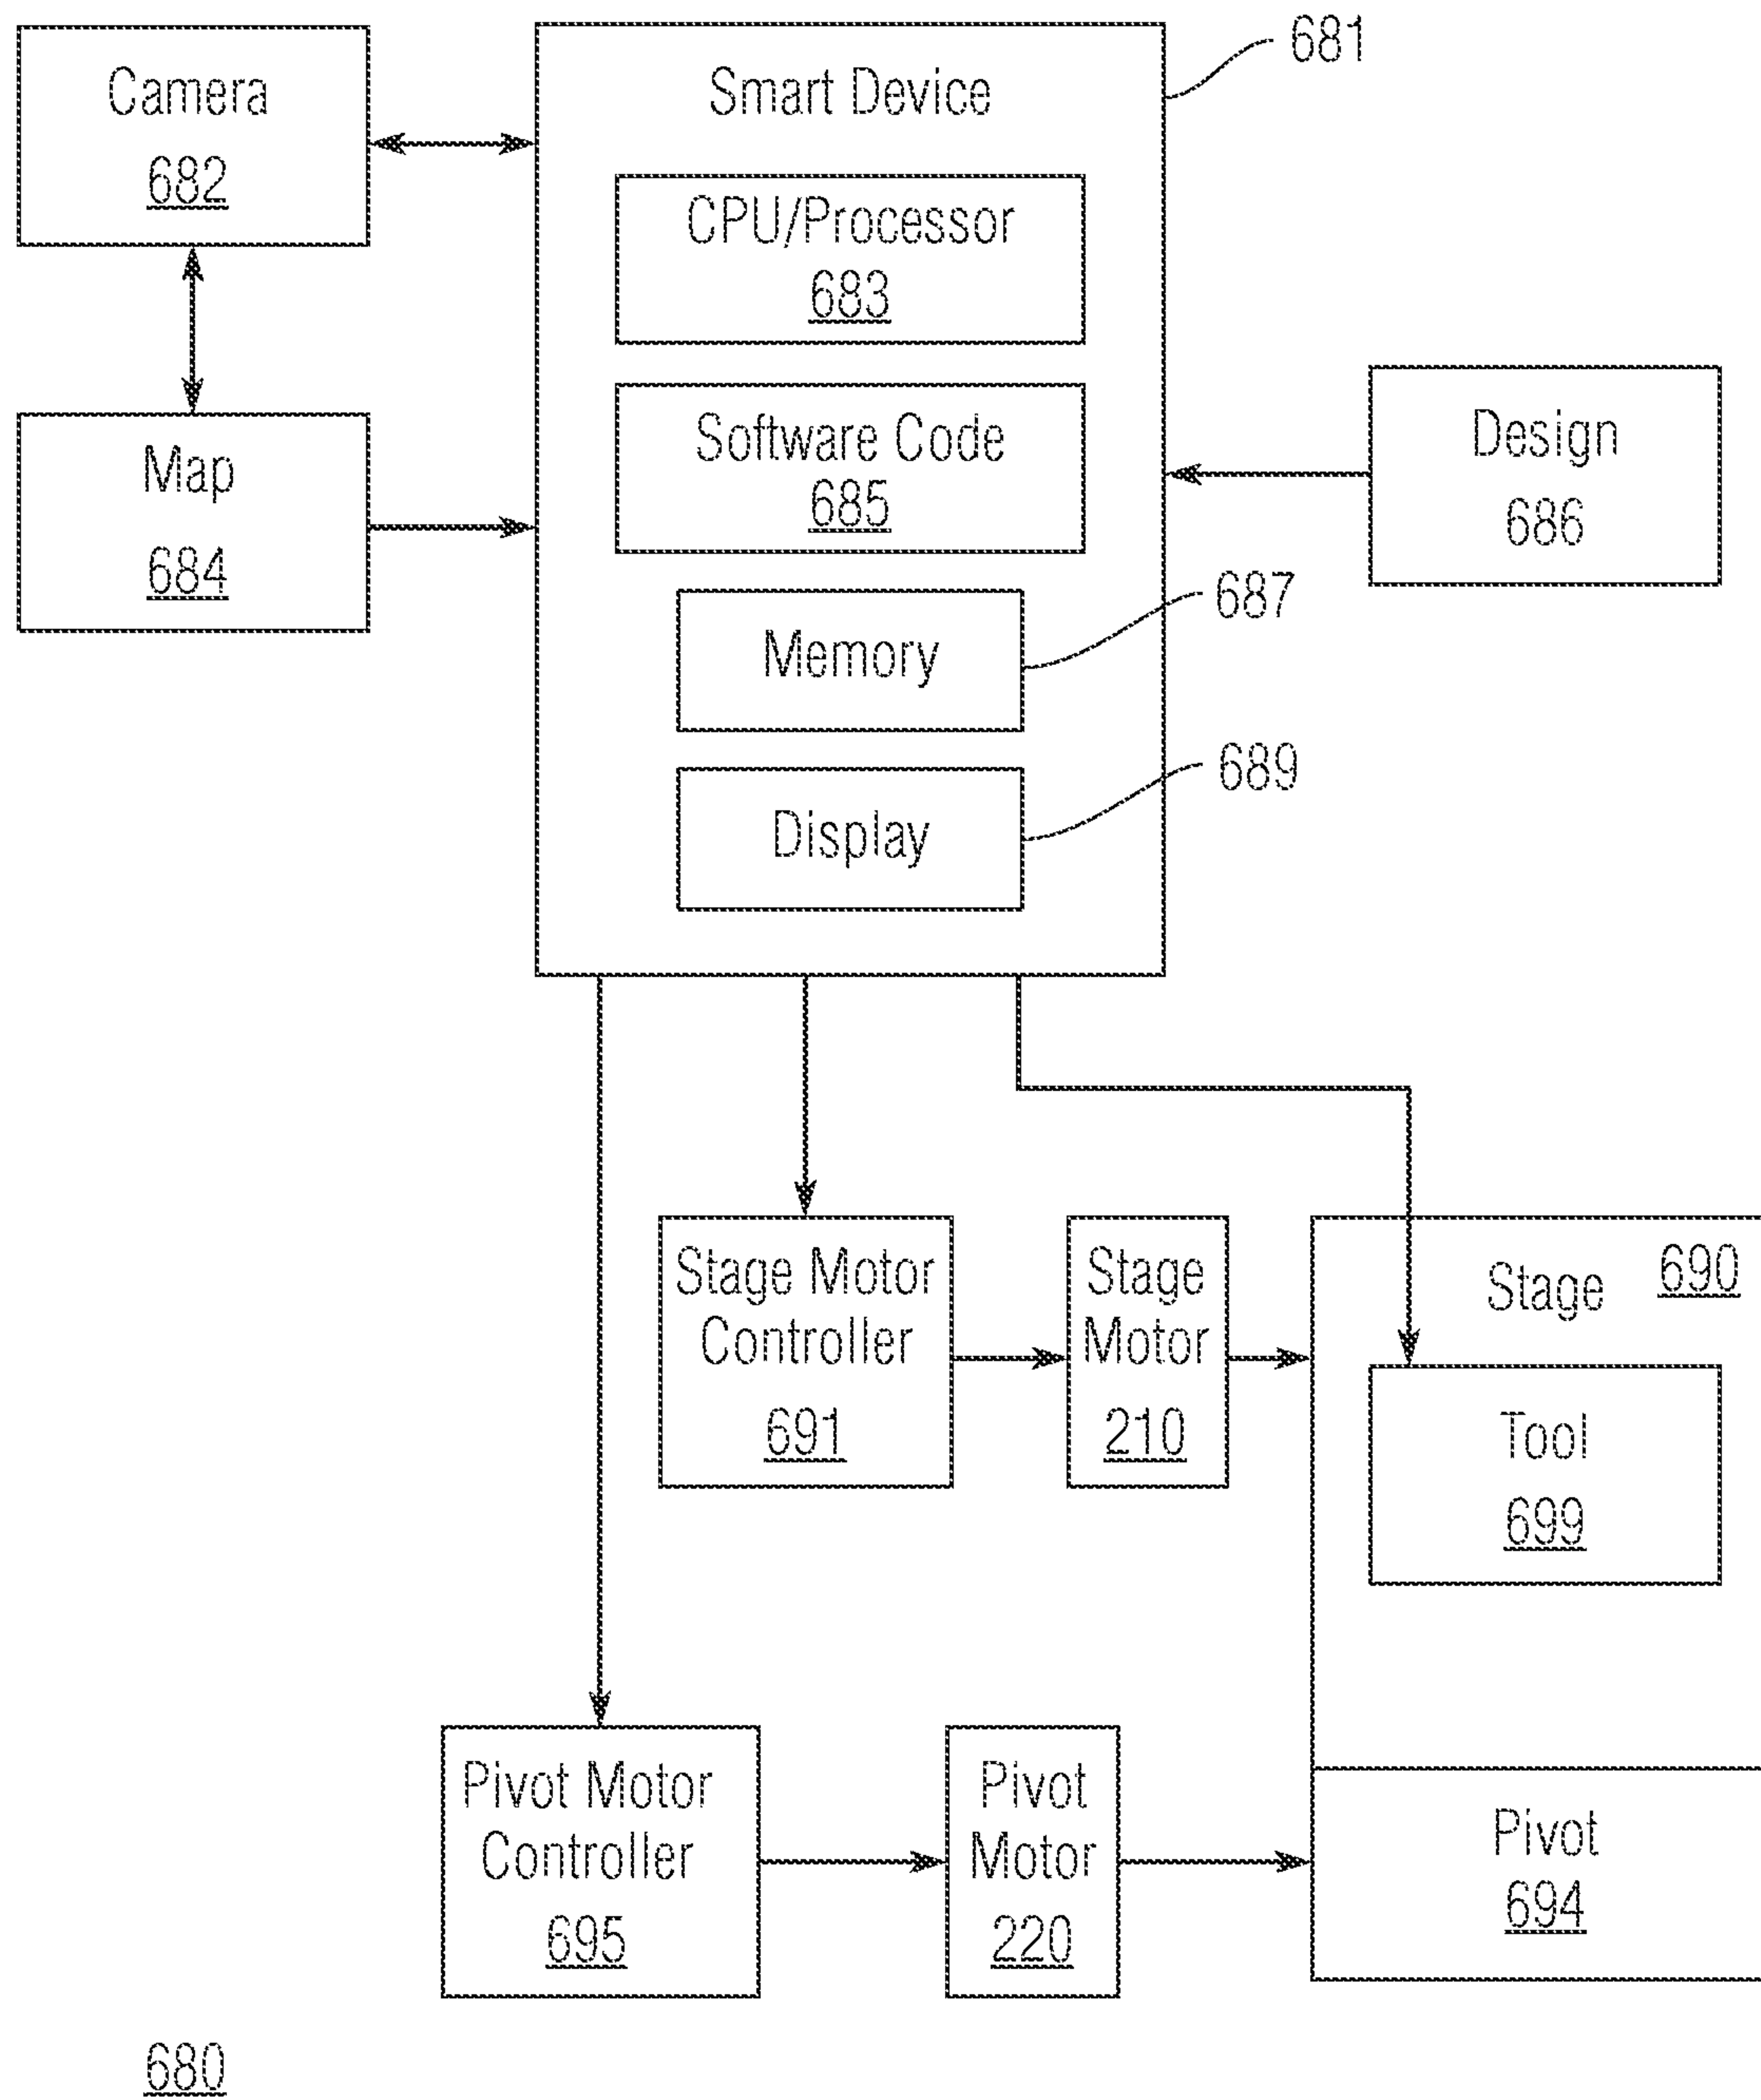 Camera
682
Smart Device
681
CPU/Processor
683
Software Code
685
Map
684
Design
686
Memory
687
Display
689
Stage Motor
Controller
691
Stage
Motor
210
Stage
690
Tool
699
Pivot Motor
Controller
695
Pivot
Motor
220
Pivot
694
680